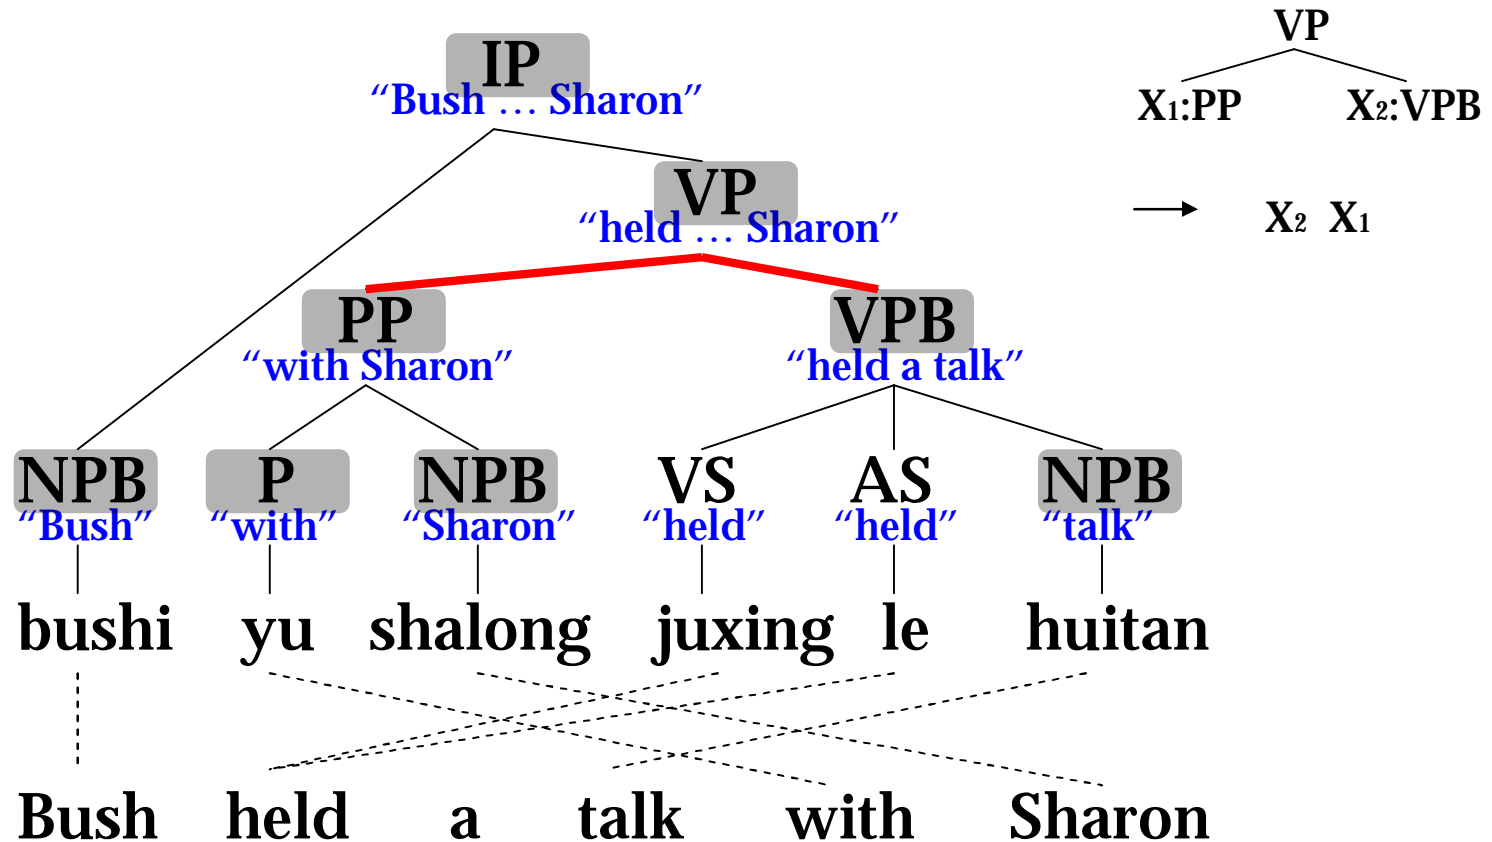 VP
IP
“Bush … Sharon”
X1:PP X2:VPB
VP
“held … Sharon”
X2 X1
PP VPB
“with Sharon” “held a talk”
NPB P NPB VS AS NPB
“Bush” “with” “Sharon” “held” “held” “talk”
bushi yu shalong juxing le huitan
Bush held a talk with Sharon